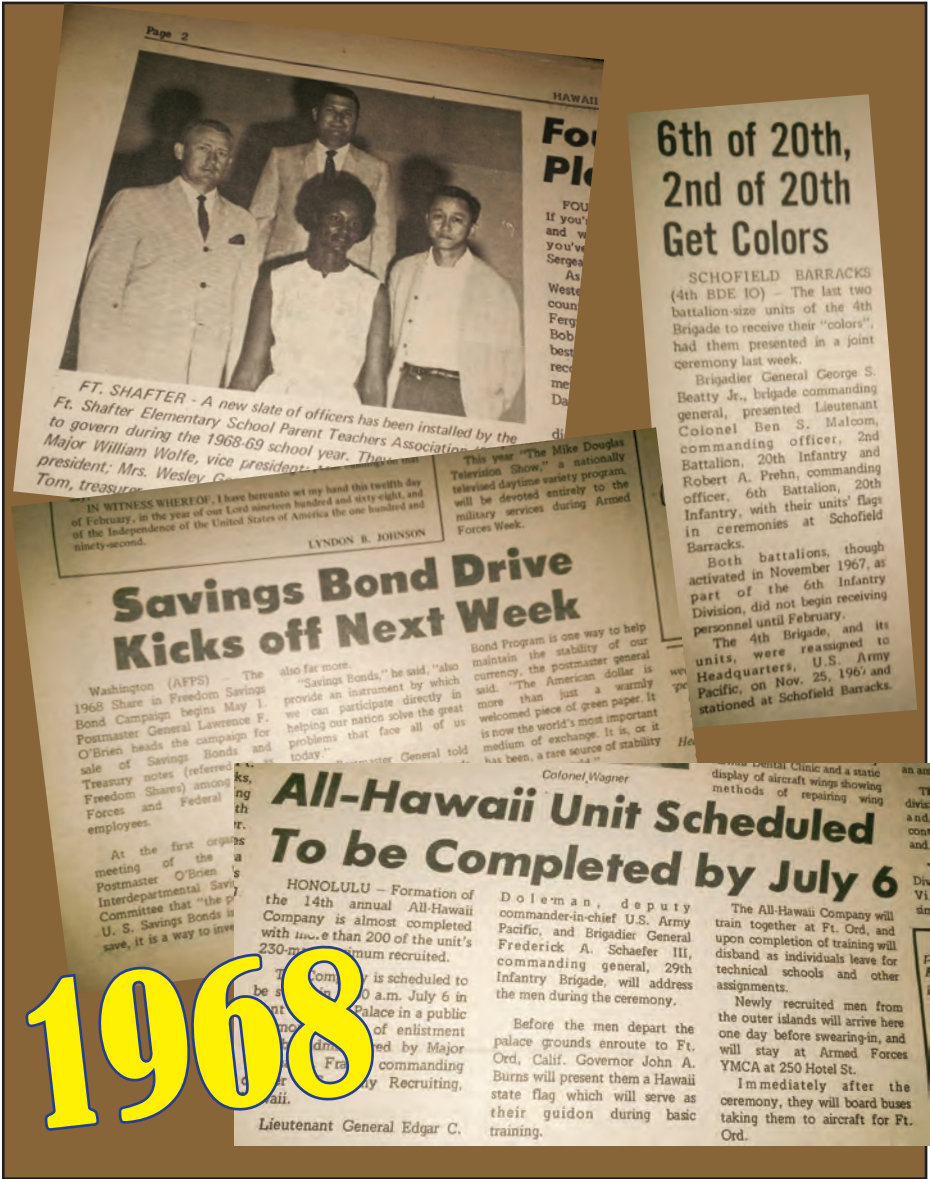 Page 2
HAWAII
FT. SHAFTER - A new slate of officers has been installed by the
Ft. Shafter Elementary School Parent Teachers Association
to govern during the 1968-69 school year. They
Major William Wolfe, vice president;
president; Mrs. Wesley
Tom, treasurer
FOU
If you'
and w
you've
Sergea
As
Weste
coun
Ferg
Bob
best
reco
me
Da
di
6th of 20th,
2nd of 20th
Get Colors
SCHOFIELD BARRACKS
(4th BDE IO) — The last two
battalion-size units of the 4th
Brigade to receive their "colors",
had them presented in a joint
ceremony last week.
Brigadier General George S.
Beatty Jr., brigade commanding
general, presented Lieutenant
Colonel Ben S. Malcom,
commanding officer, 2nd
Battalion, 20th Infantry and
Robert A. Prehn, commanding
officer, 6th Battalion, 20th
Infantry, with their units' flags
in ceremonies at Schofield
Barracks.
Both battalions, though
activated in November 1967, as
part of the 6th Infantry
Division, did not begin receiving
personnel until February.
The 4th Brigade, and its
units, were reassigned to
Headquarters, U.S. Army
Pacific, on Nov. 25, 1967 and
stationed at Schofield Barracks.
IN WITNESS WHEREOF, I have hereunto set my hand this twelfth day
of February, in the year of our Lord nineteen hundred and sixty-eight, and
of the Independence of the United States of America the one hundred and
ninety-second.
LYNDON B. JOHNSON
This year "The Mike Douglas
Television Show," a nationally
televised daytime variety program,
will be devoted entirely to the
military services during Armed
Forces Week.
Savings Bond Drive
Kicks off Next Week
Washington (AFPS) — The
1968 Share in Freedom Savings
Bond Campaign begins May 1.
Postmaster General Lawrence F.
O'Brien heads the campaign for
sale of Savings Bonds and
Treasury notes (referred as
Freedom Shares) among
Forces and Federal
employees.
At the first
meeting of the
Postmaster O'Brien
Interdepartmental
Committee that "the
U. S. Savings Bonds
save, it is a way to
also far more.
"Savings Bonds," he said, "also
provide an instrument by which
we can participate directly in
helping our nation solve the great
problems that face all of us
today."
General told
Bond Program is one way to help
maintain the stability of our
currency, the postmaster general
said. "The American dollar is
more than just a warmly
welcomed piece of green paper. It
is now the world's most important
medium of exchange. It is, or it
has been, a rare source of stability
Colonel Wagner
Dental Clinic and a static
display of aircraft wings showing
methods of repairing wing
All-Hawaii Unit Scheduled
To be Completed by July 6
HONOLULU — Formation of
the 14th annual All-Hawaii
Company is almost completed
with more than 200 of the unit's
recruited.
is scheduled to
be a.m. July 6 in
Palace in a public
of enlistment
by Major
commanding
Recruiting,
Lieutenant General Edgar C.
Doleman, deputy
commander-in-chief U.S. Army
Pacific, and Brigadier General
Frederick A. Schaefer III,
commanding general, 29th
Infantry Brigade, will address
the men during the ceremony.
Before the men depart the
palace grounds enroute to Ft.
Ord, Calif. Governor John A.
Burns will present them a Hawaii
state flag which will serve as
their guidon during basic
training.
The All-Hawaii Company will
train together at Ft. Ord, and
upon completion of training will
disband as individuals leave for
technical schools and other
assignments.
Newly recruited men from
the outer islands will arrive here
one day before swearing-in, and
will stay at Armed Forces
YMCA at 250 Hotel St.
Immediately after the
ceremony, they will board buses
taking them to aircraft for Ft.
Ord.
1968